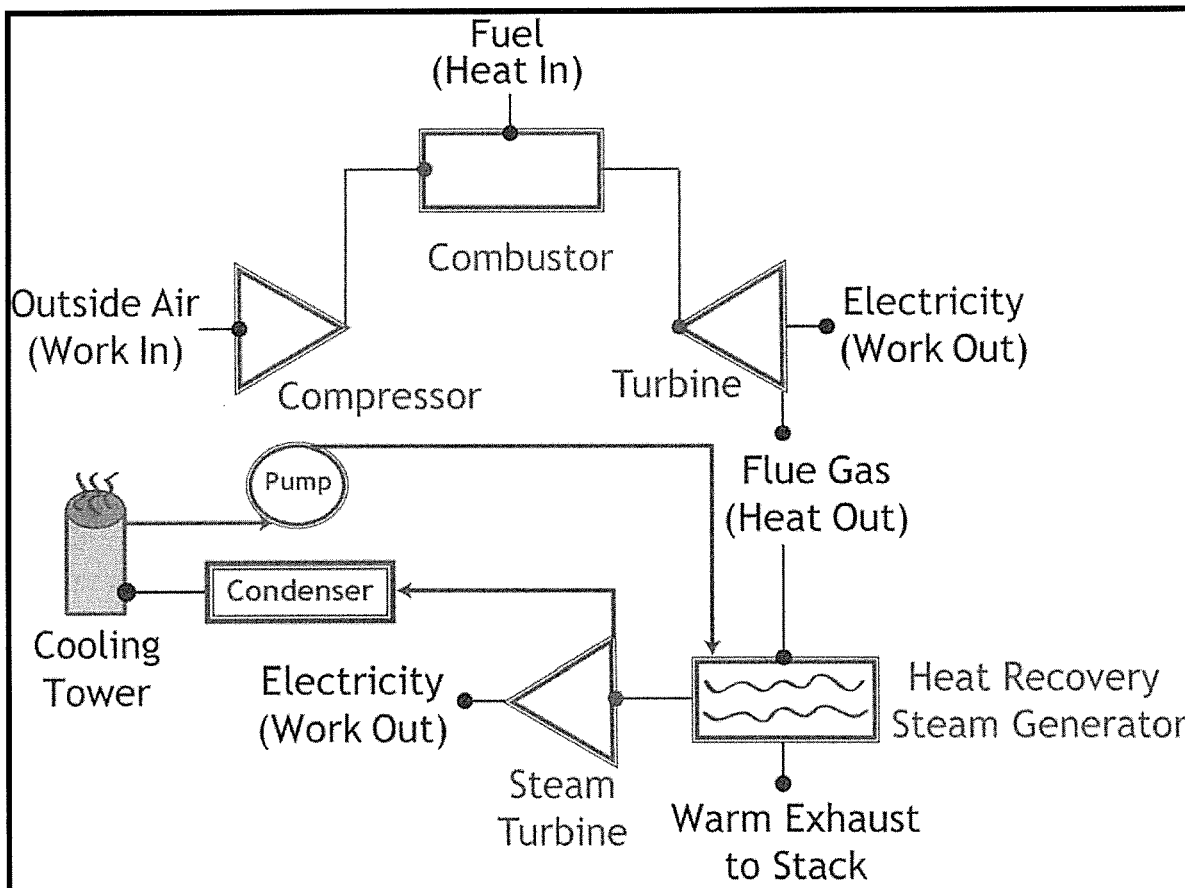 Fuel
(Heat In)
Combustor
Outside Air
(Work In)
Compressor
Turbine
Electricity
(Work Out)
Pump
Flue Gas
(Heat Out)
Condenser
Cooling
Tower
Electricity
(Work Out)
Steam
Turbine
Heat Recovery
Steam Generator
Warm Exhaust
to Stack